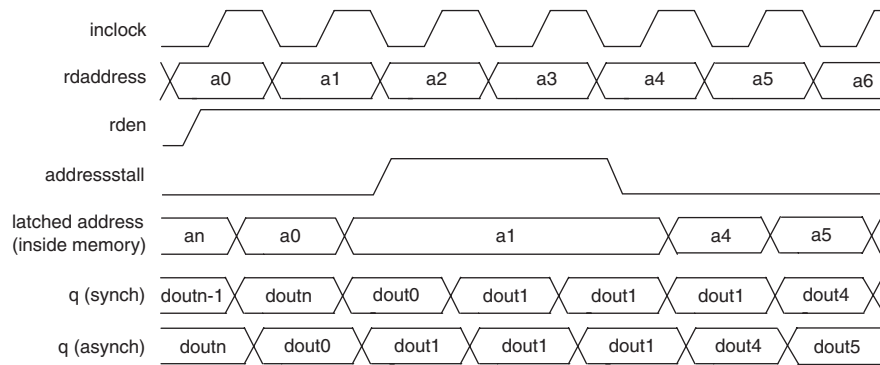 inclock
rdaddress a0 a1 a2 a3 a4 a5 a6
rden
addressstall
latched address
(inside memory) an a0 a1 a4 a5
q (synch) doutn-1 doutn dout0 dout1 dout1 dout1 dout4
q (asynch) doutn dout0 dout1 dout1 dout1 dout4 dout5